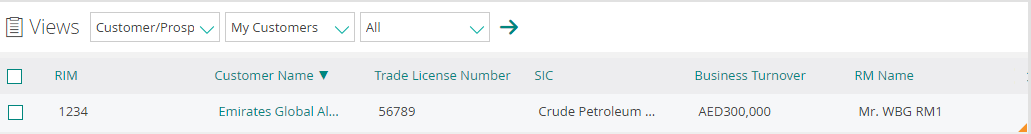 Views Customer/Prosp My Customers All
RIM Customer Name ▼ Trade License Number SIC Business Turnover RM Name
1234 Emirates Global Al... 56789 Crude Petroleum ... AED300,000 Mr. WBG RM1